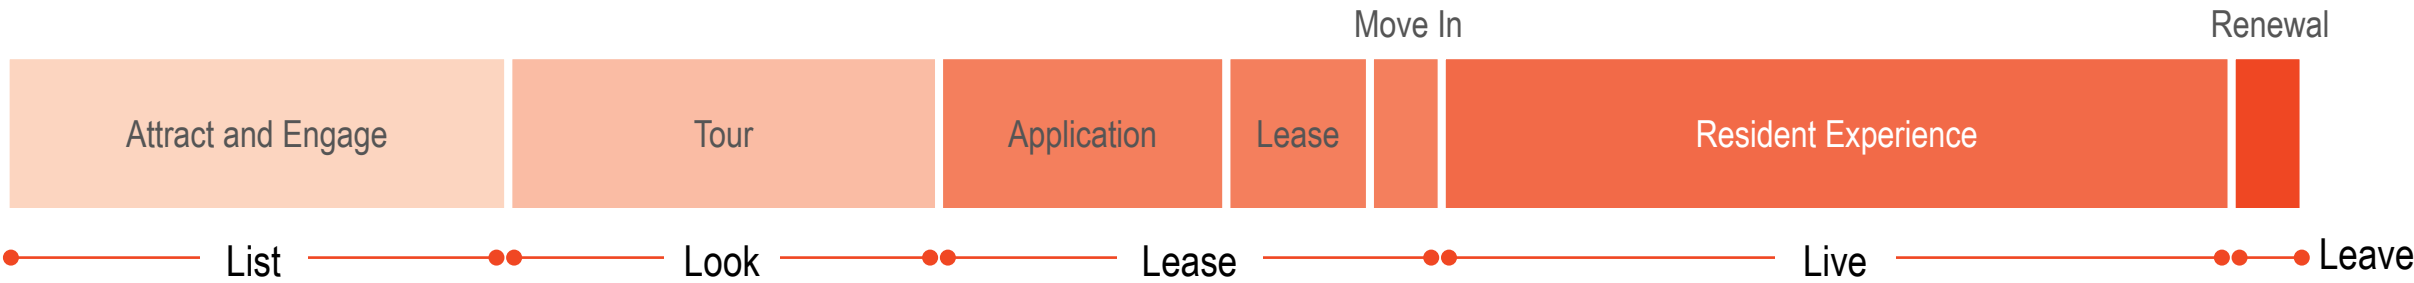 Move In
Renewal
Attract and Engage
Tour
Application
Lease
Resident Experience
List
Look
Lease
Live
Leave